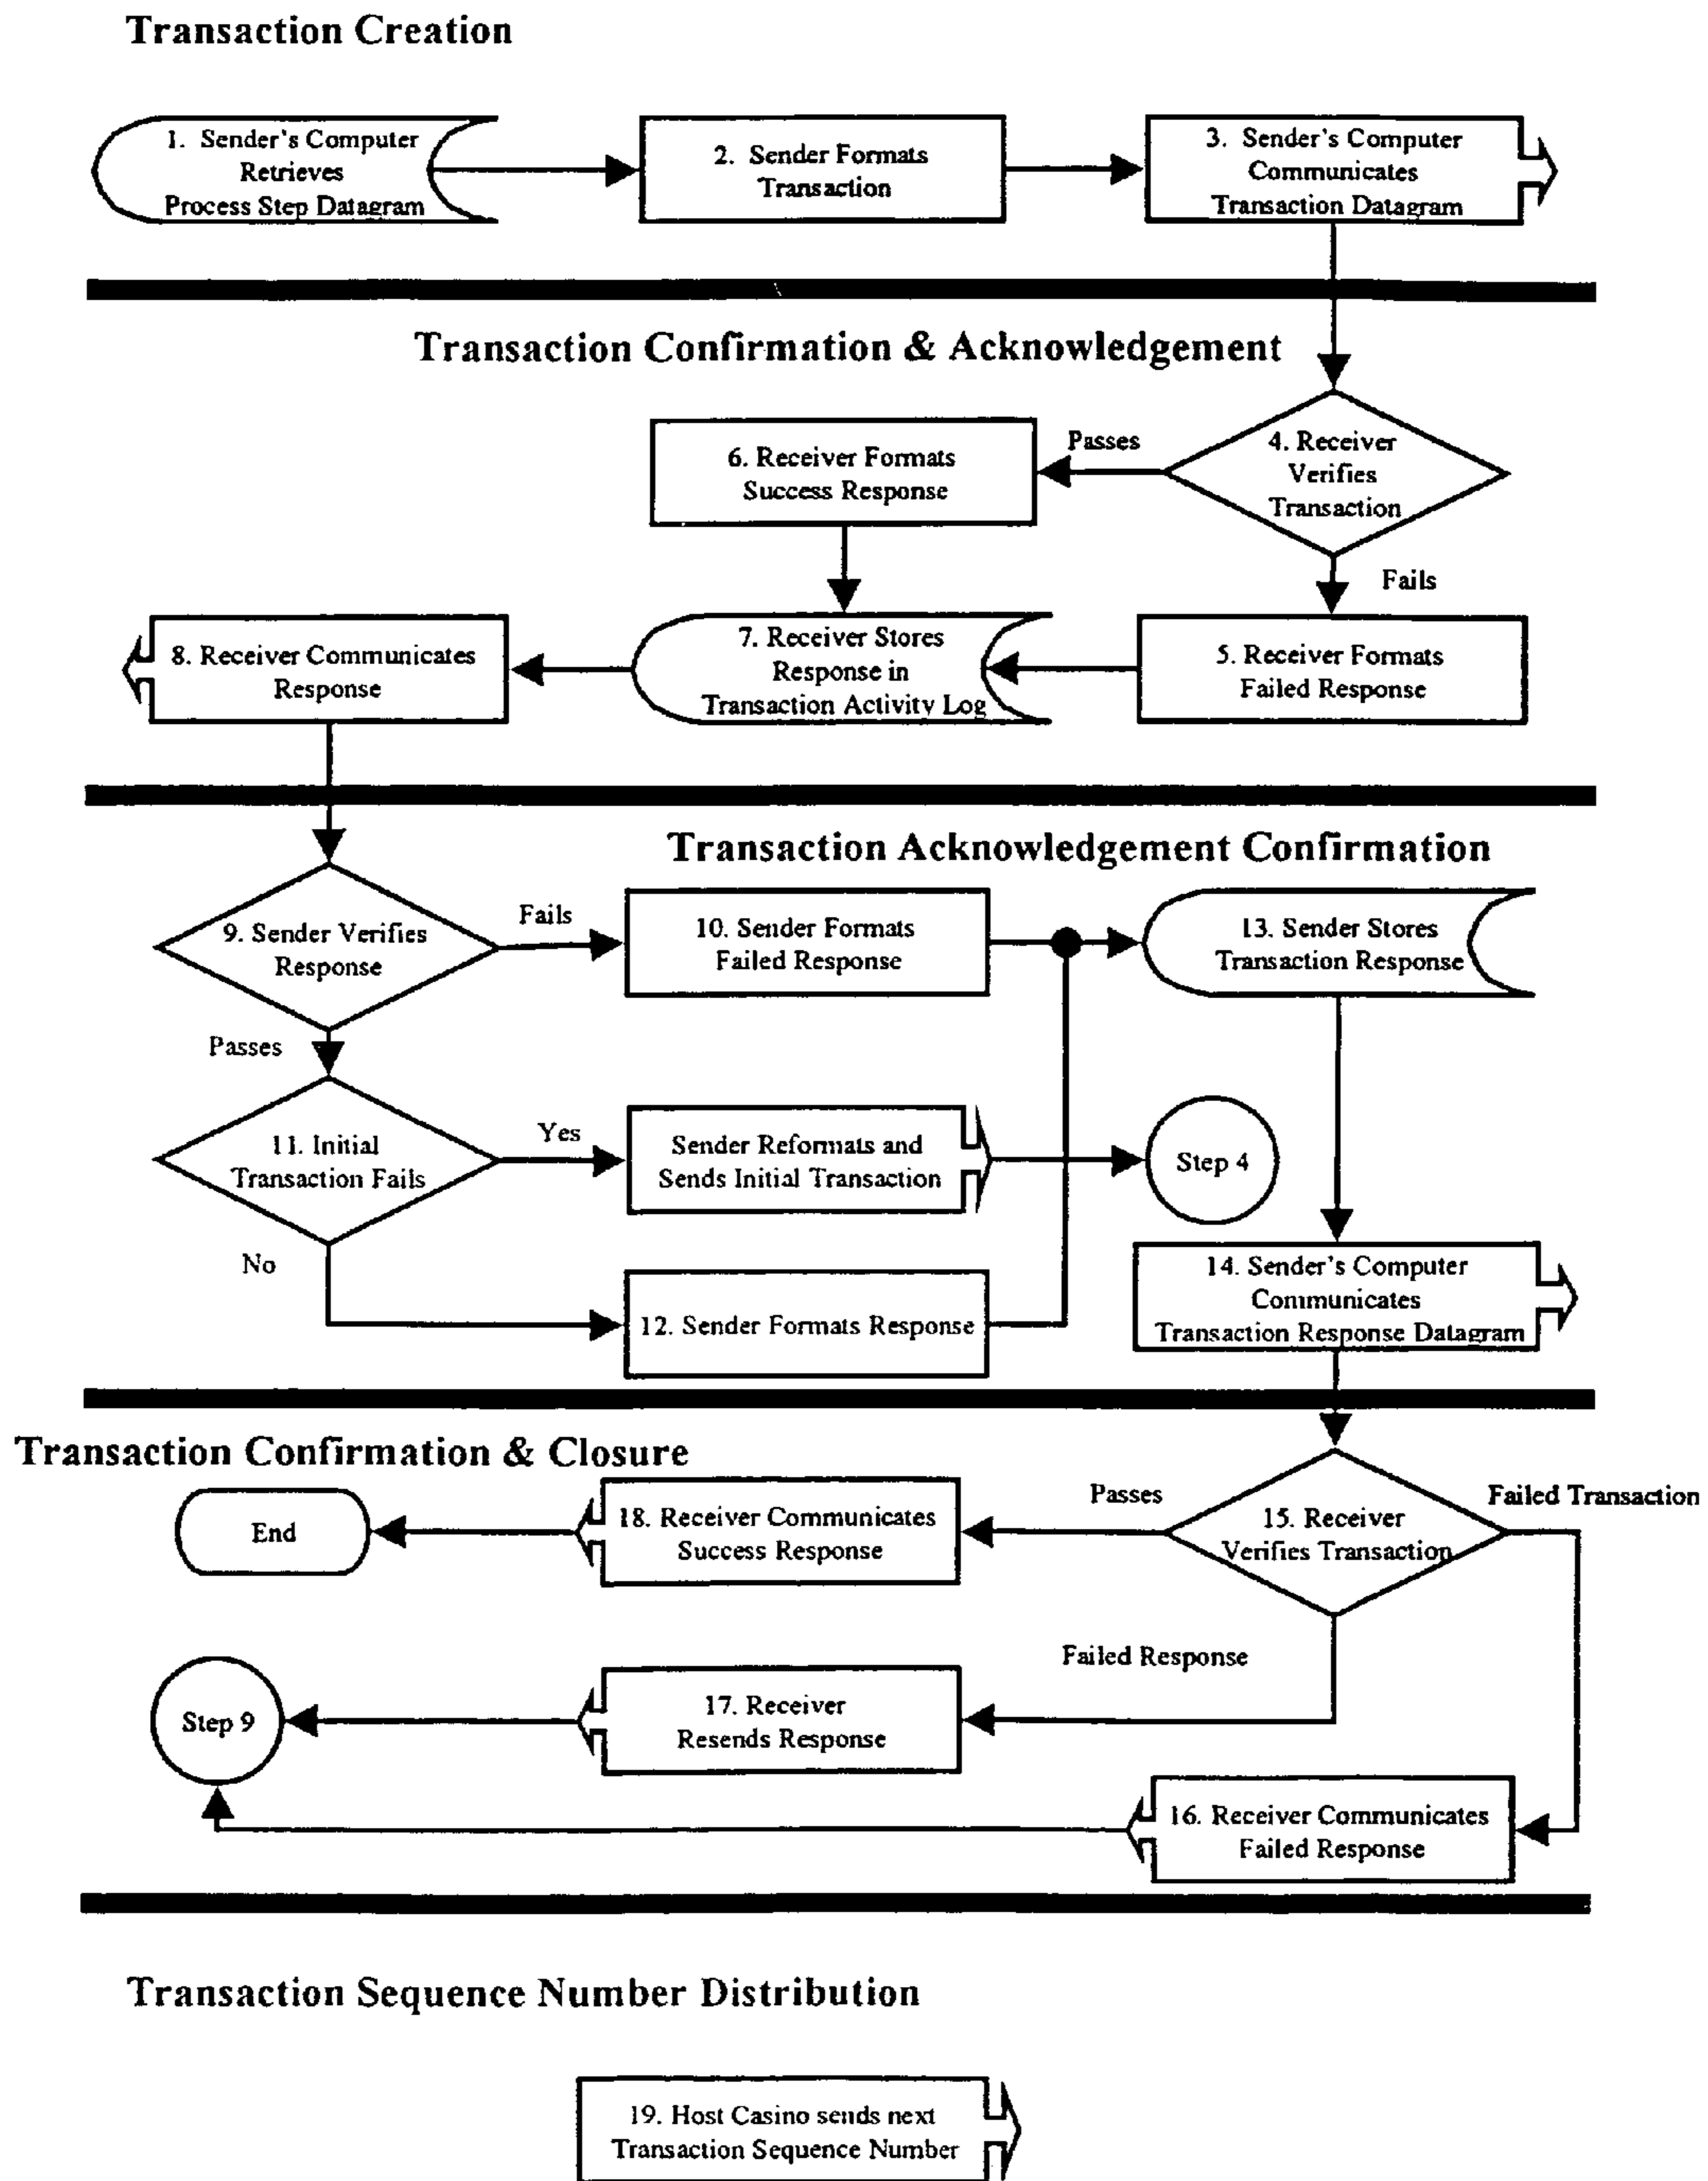 Transaction Creation
1. Sender's Computer
Retrieves
Process Step Datagram
2. Sender Formats
Transaction
3. Sender's Computer
Communicates
Transaction Datagram
Transaction Confirmation & Acknowledgement
4. Receiver
Verifies
Transaction
Passes
Fails
6. Receiver Formats
Success Response
5. Receiver Formats
Failed Response
7. Receiver Stores
Response in
Transaction Activity Log
8. Receiver Communicates
Response
Transaction Acknowledgement Confirmation
9. Sender Verifies
Response
Fails
Passes
10. Sender Formats
Failed Response
13. Sender Stores
Transaction Response
11. Initial
Transaction Fails
Yes
No
Sender Reformats and
Sends Initial Transaction
Step 4
12. Sender Formats Response
14. Sender's Computer
Communicates
Transaction Response Datagram
Transaction Confirmation & Closure
15. Receiver
Verifies Transaction
Passes
Failed Transaction
Failed Response
18. Receiver Communicates
Success Response
End
17. Receiver
Resends Response
Step 9
16. Receiver Communicates
Failed Response
Transaction Sequence Number Distribution
19. Host Casino sends next
Transaction Sequence Number